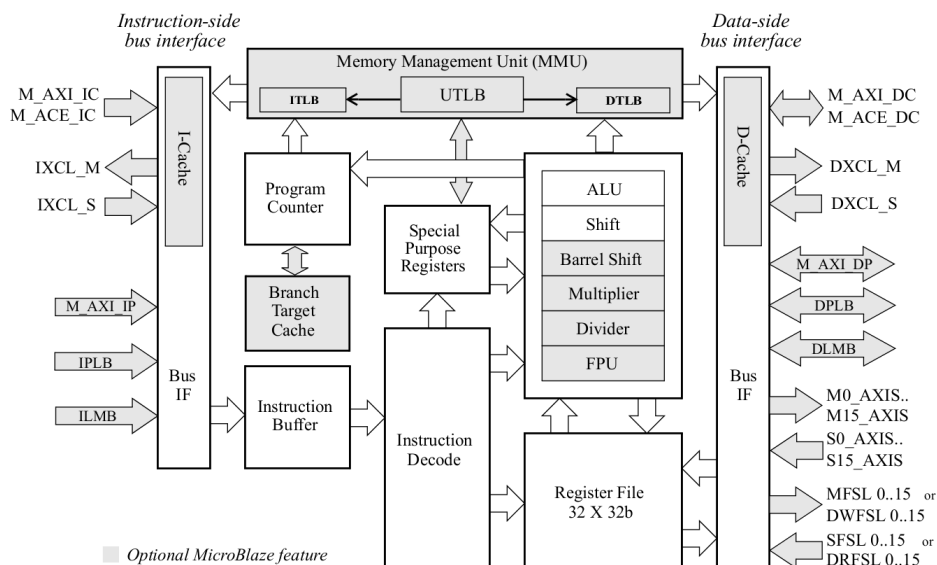 Instruction-side
bus interface
Data-side
bus interface
Memory Management Unit (MMU)
ITLB
UTLB
DTLB
M_AXI_IC
M_ACE_IC
IXCL_M
IXCL_S
I-Cache
M_AXI_IP
IPLB
ILMB
Bus
IF
Program
Counter
Branch
Target
Cache
Instruction
Buffer
Special
Purpose
Registers
Instruction
Decode
ALU
Shift
Barrel Shift
Multiplier
Divider
FPU
Register File
32 X 32b
D-Cache
Bus
IF
M_AXI_DC
M_ACE_DC
DXCL_M
DXCL_S
M_AXI_DP
DPLB
DLMB
M0_AXIS..
M15_AXIS
S0_AXIS..
S15_AXIS
MFSL 0..15 or
DWFSL 0..15
SFSL 0..15 or
DRFSL 0..15
Optional MicroBlaze feature